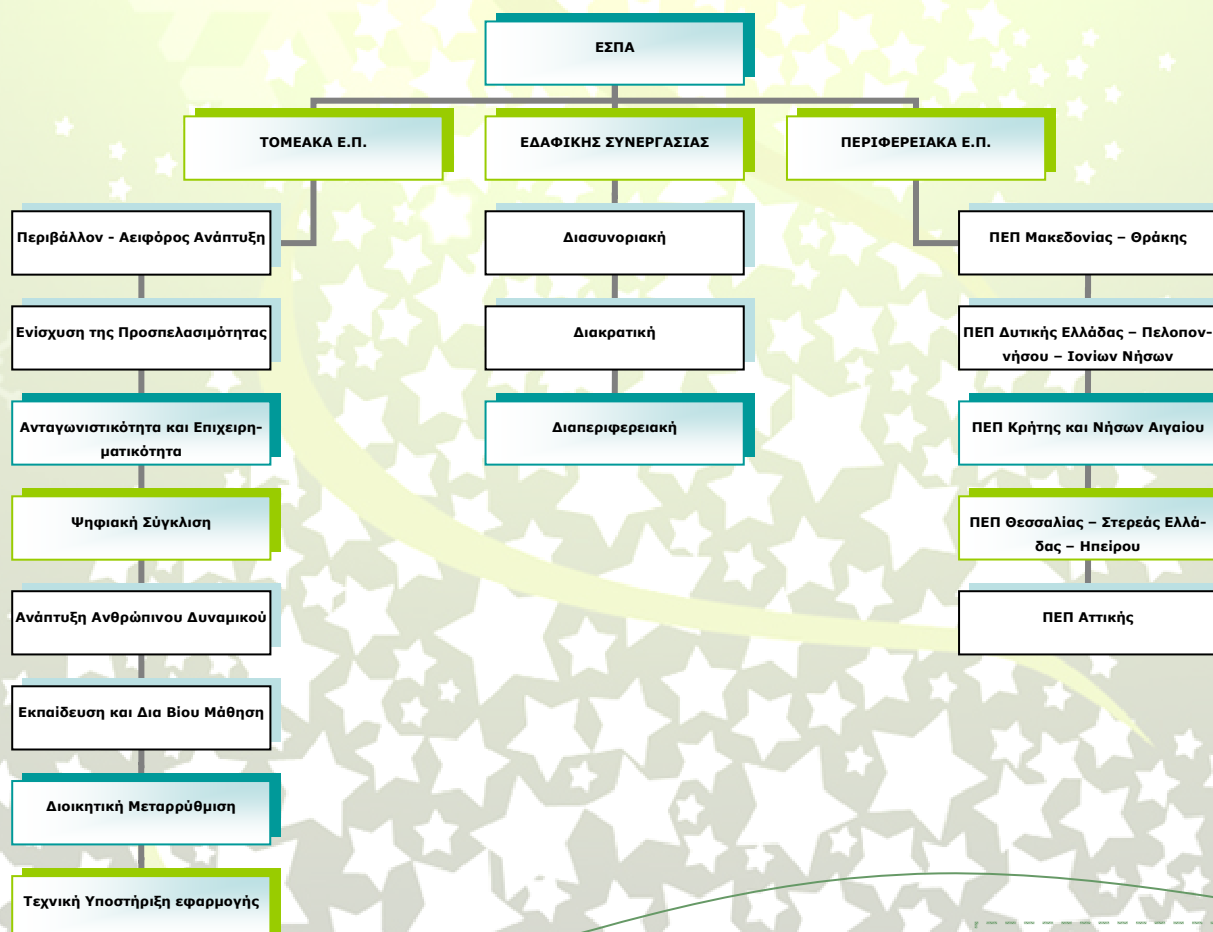 ΕΣΠΑ
ΤΟΜΕΑΚΑ Ε.Π.
ΕΔΑΦΙΚΗΣ ΣΥΝΕΡΓΑΣΙΑΣ
ΠΕΡΙΦΕΡΕΙΑΚΑ Ε.Π.
Περιβάλλον - Αειφόρος Ανάπτυξη
Ενίσχυση της Προσπελασιμότητας
Ανταγωνιστικότητα και Επιχειρη-
ματικότητα
Ψηφιακή Σύγκλιση
Ανάπτυξη Ανθρώπινου Δυναμικού
Εκπαίδευση και Δια Βίου Μάθηση
Διοικητική Μεταρρύθμιση
Τεχνική Υποστήριξη εφαρμογής
Διασυνοριακή
Διακρατική
Διαπεριφερειακή
ΠΕΠ Μακεδονίας – Θράκης
ΠΕΠ Δυτικής Ελλάδας – Πελοπον-
νήσου – Ιονίων Νήσων
ΠΕΠ Κρήτης και Νήσων Αιγαίου
ΠΕΠ Θεσσαλίας – Στερεάς Ελλά-
δας – Ηπείρου
ΠΕΠ Αττικής